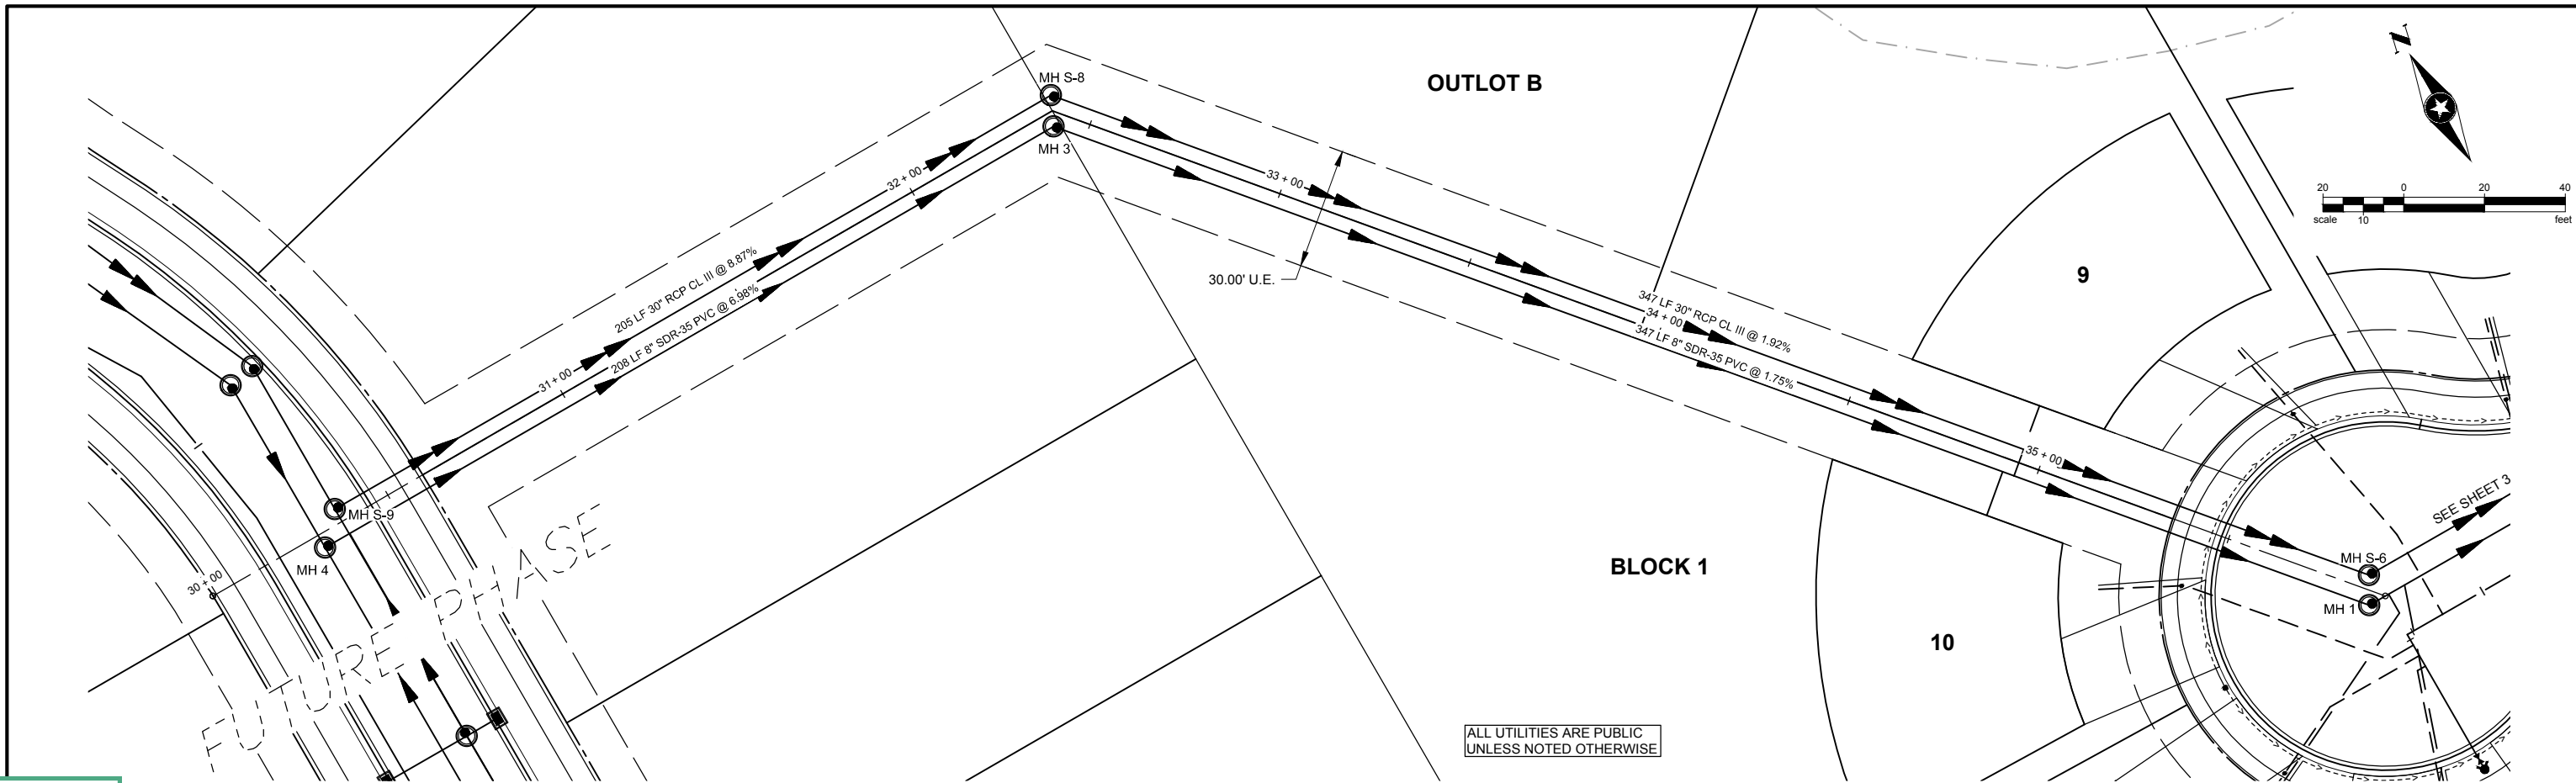 MH S-8
OUTLOT B
N
MH 3
32 + 00
33 + 00
20 0 20 40
scale 10 feet
205 LF 30" RCP CL III @ 8.87%
208 LF 8" SDR-35 PVC @ 6.98%
30.00' U.E.
9
347 LF 30" RCP CL III @ 1.92%
34 + 00
347 LF 8" SDR-35 PVC @ 1.75%
31 + 00
35 + 00
MH S-9
SEE SHEET 3
MH 4
MH S-6
BLOCK 1
30 + 00
MH 1
FUTURE PHASE
10
ALL UTILITIES ARE PUBLIC
UNLESS NOTED OTHERWISE